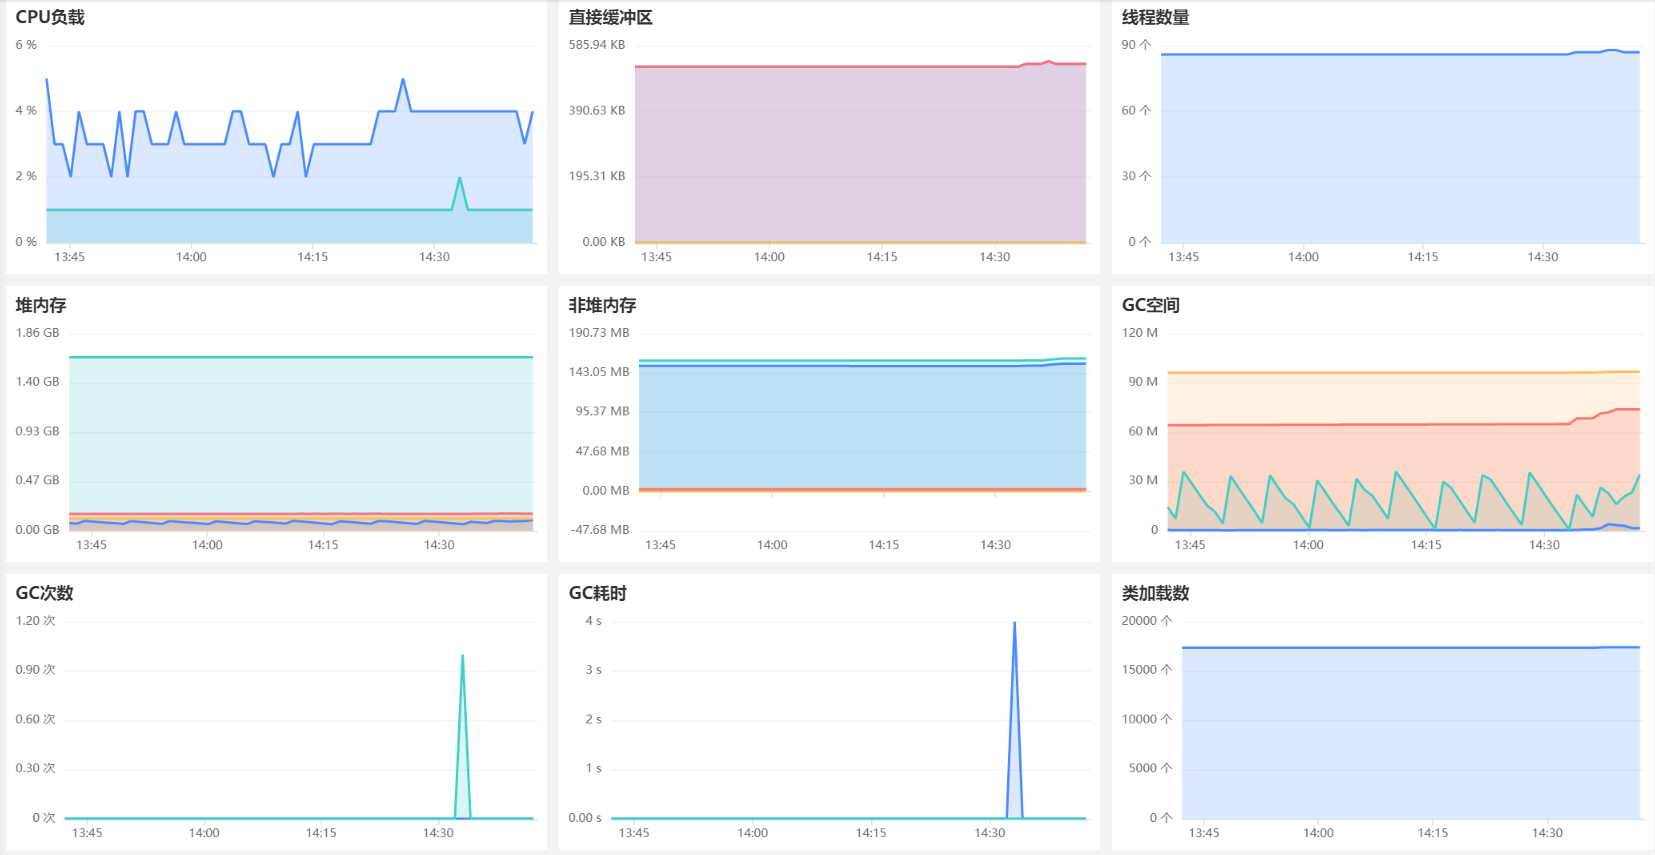 CPU负载
6 %
4 %
2 %
0 %
13:45 14:00 14:15 14:30
直接缓冲区
585.94 KB
390.63 KB
195.31 KB
0.00 KB
13:45 14:00 14:15 14:30
线程数量
90 个
60 个
30 个
0 个
13:45 14:00 14:15 14:30
堆内存
1.86 GB
1.40 GB
0.93 GB
0.47 GB
0.00 GB
13:45 14:00 14:15 14:30
非堆内存
190.73 MB
143.05 MB
95.37 MB
47.68 MB
0.00 MB
-47.68 MB
13:45 14:00 14:15 14:30
GC空间
120 M
90 M
60 M
30 M
0
13:45 14:00 14:15 14:30
GC次数
1.20 次
0.90 次
0.60 次
0.30 次
0 次
13:45 14:00 14:15 14:30
GC耗时
4 s
3 s
2 s
1 s
0.00 s
13:45 14:00 14:15 14:30
类加载数
20000 个
15000 个
10000 个
5000 个
0 个
13:45 14:00 14:15 14:30